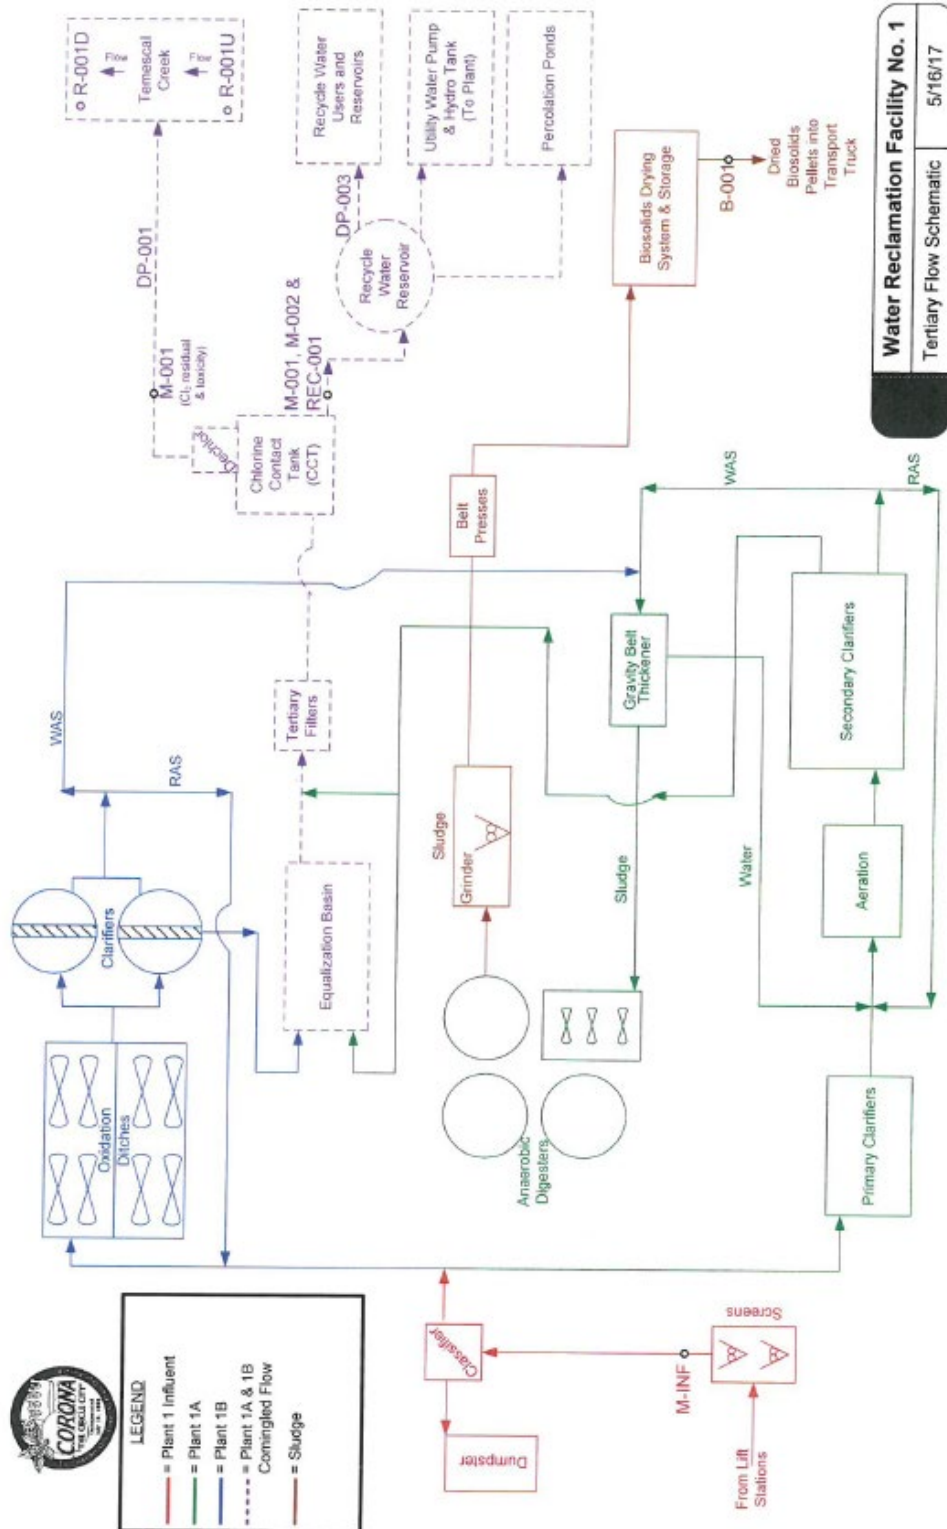 CORONA
THE CIRCLE CITY
LEGEND
= Plant 1 Influent
= Plant 1A
= Plant 1B
= Plant 1A & 1B
Comingled Flow
= Sludge
From Lift
Stations
Screens
M-INF
Classifier
Dumpster
Oxidation
Ditches
Clarifiers
WAS
RAS
Equalization Basin
Tertiary
Filters
Chlorine
Contact
Tank
(CCT)
Dechlor
M-001
(Cl₂ residual
& toxicity)
DP-001
R-001D
Flow
Temescal
Creek
Flow
R-001U
M-001, M-002 &
REC-001
Recycle
Water
Reservoir
DP-003
Recycle Water
Users and
Reservoirs
Utility Water Pump
& Hydro Tank
(To Plant)
Percolation Ponds
Anaerobic
Digesters
Sludge
Grinder
Belt
Presses
Biosolids Drying
System & Storage
B-001
Dried
Biosolids
Pellets into
Transport
Truck
Sludge
Gravity Belt
Thickener
Water
WAS
RAS
Primary Clarifiers
Aeration
Secondary Clarifiers
Water Reclamation Facility No. 1
Tertiary Flow Schematic
5/16/17